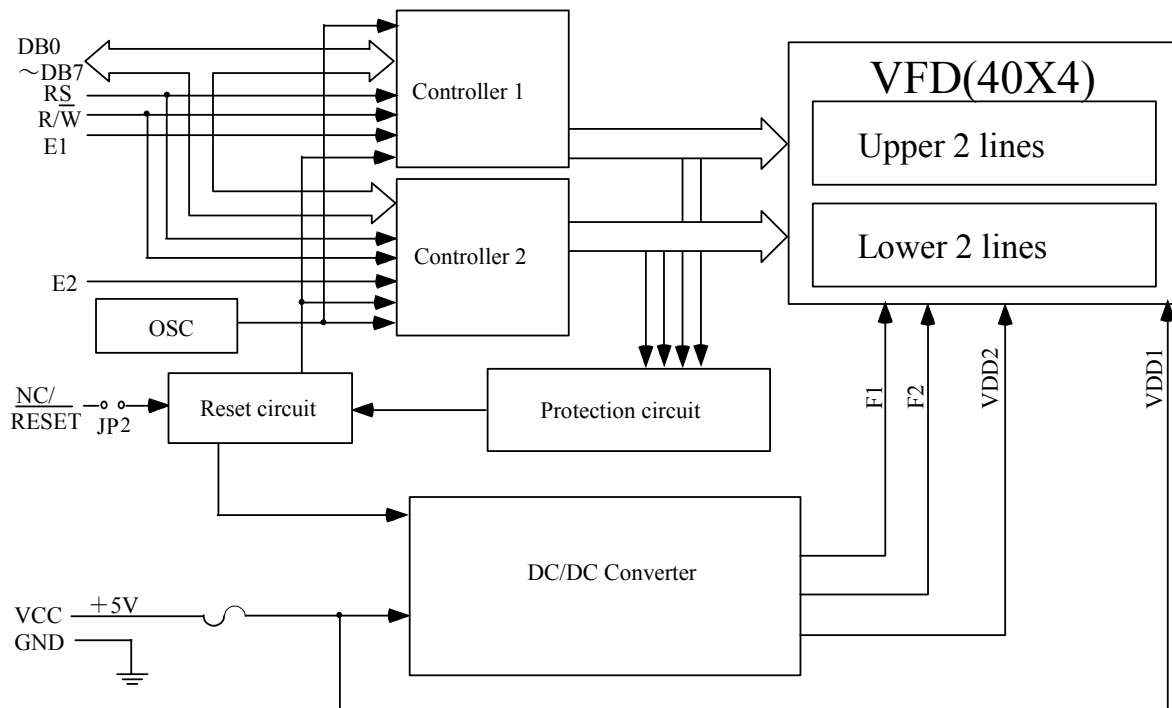 DB0
～DB7
RS
R/W̅
E1
E2
Controller 1
Controller 2
OSC
VFD(40X4)
Upper 2 lines
Lower 2 lines
NC/
R̅E̅S̅E̅T̅
JP2
Reset circuit
Protection circuit
F1
F2
VDD2
VDD1
DC/DC Converter
VCC
＋5V
GND